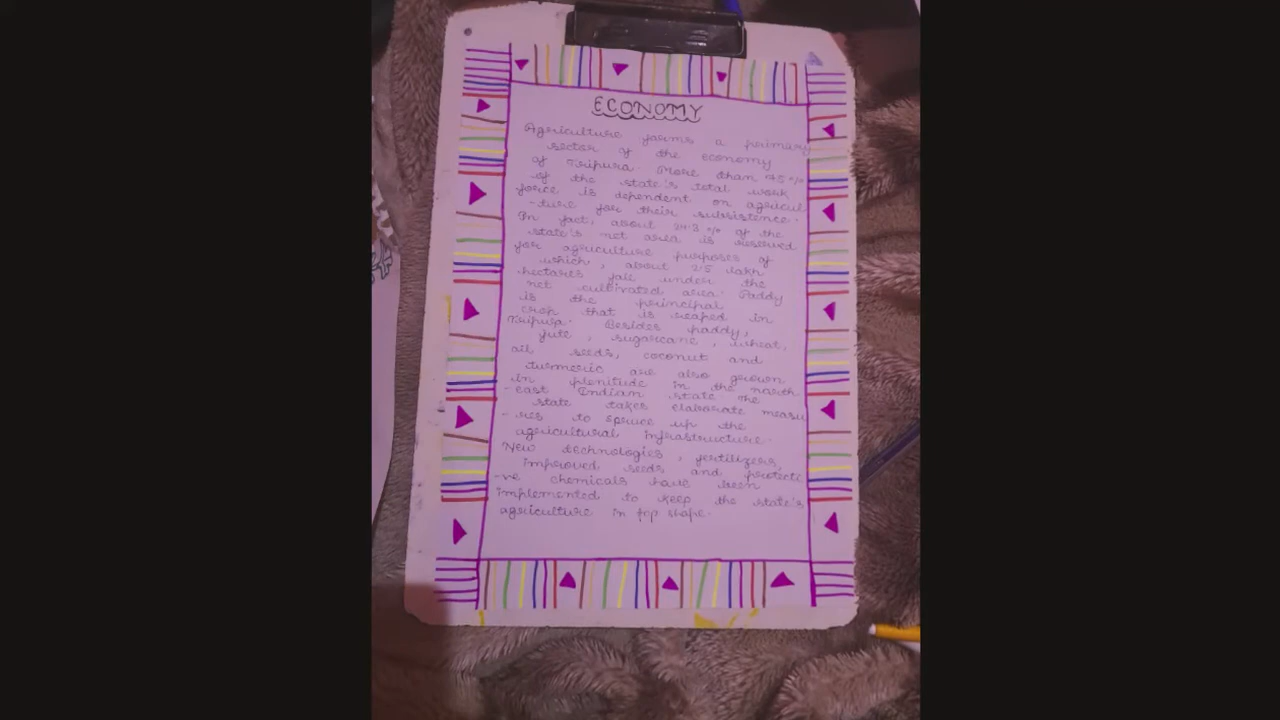 ECONOMY
Agriculture forms a primary
sector of the economy
of Tripura. More than 75%
of the state's total work
force is dependent on agricul
-ture for their subsistence.
In fact, about 24.3 % of the
state's net area is reserved
for agriculture purposes of
which, about 2.5 lakh
hectares fall under the
net cultivated area. Paddy
is the principal
crop that is reaped in
Tripura. Besides paddy,
jute, sugarcane, wheat,
oil seeds, coconut and
turmeric are also grown
in plenitude in the north
-east Indian state. The
state takes elaborate measu
-res to spruce up the
agricultural infrastructure.
New technologies, fertilizers,
improved seeds and protecti
-ve chemicals have been
implemented to keep the state's
agriculture in top shape.